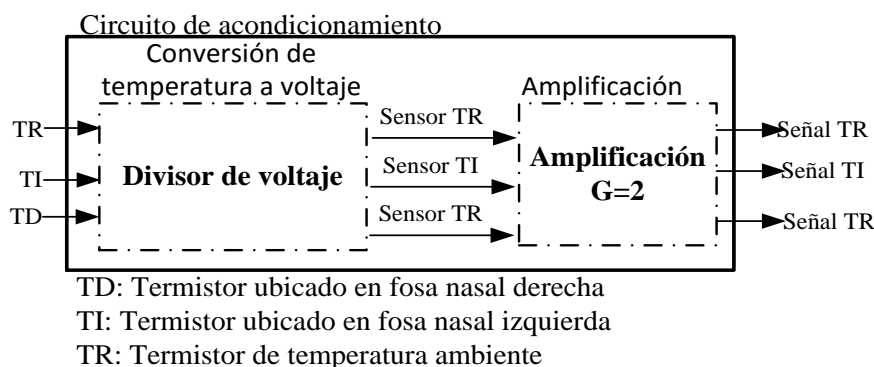 Circuito de acondicionamiento
Conversión de
temperatura a voltaje
Amplificación
TR
TI
TD
Divisor de voltaje
Sensor TR
Sensor TI
Sensor TR
Amplificación
G=2
Señal TR
Señal TI
Señal TR
TD: Termistor ubicado en fosa nasal derecha
TI: Termistor ubicado en fosa nasal izquierda
TR: Termistor de temperatura ambiente